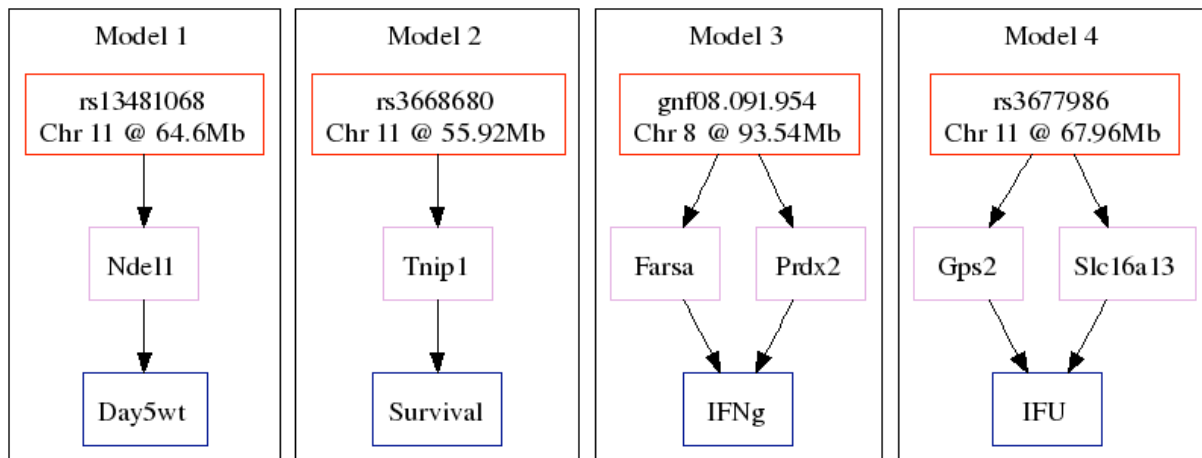 Model 1
rs13481068
Chr 11 @ 64.6Mb
Ndel1
Day5wt
Model 2
rs3668680
Chr 11 @ 55.92Mb
Tnip1
Survival
Model 3
gnf08.091.954
Chr 8 @ 93.54Mb
Farsa
Prdx2
IFNg
Model 4
rs3677986
Chr 11 @ 67.96Mb
Gps2
Slc16a13
IFU